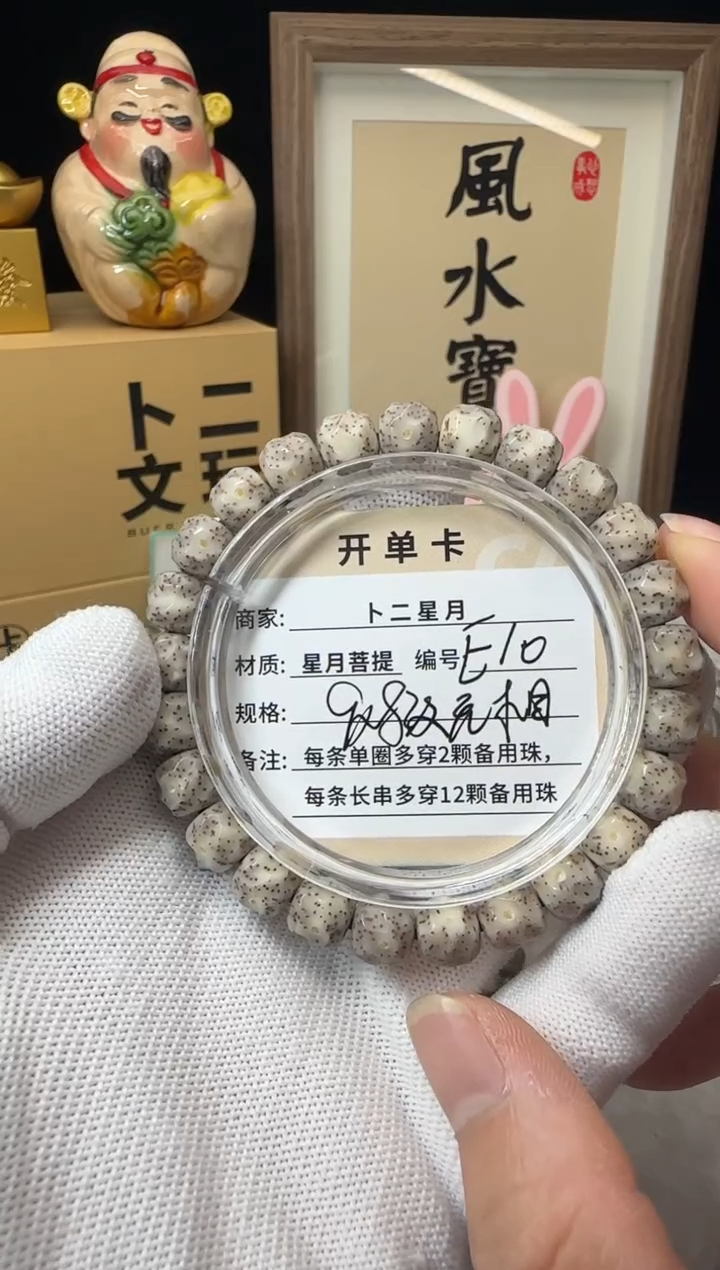 風
水
寶
卜二
文玩
开单卡
商家: 卜二星月
材质: 星月菩提 编号 E10
规格: 9x8
备注: 每条单圈多穿2颗备用珠,
每条长串多穿12颗备用珠